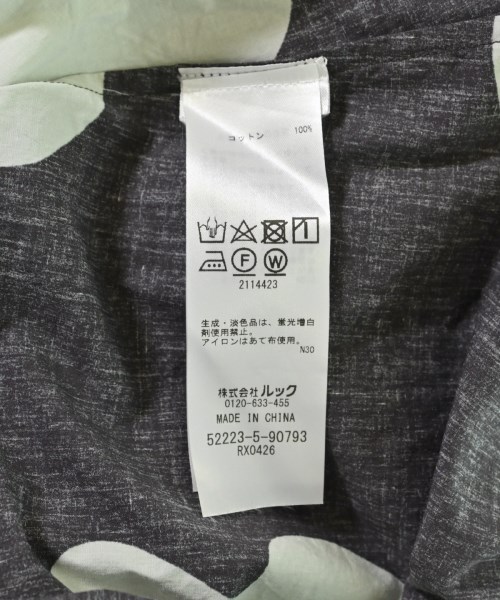 コットン 100%
F W
2114423
生成・淡色品は、蛍光増白
剤使用禁止。
アイロンはあて布使用。
N30
株式会社ルック
0120-633-455
MADE IN CHINA
52223-5-90793
RX0426